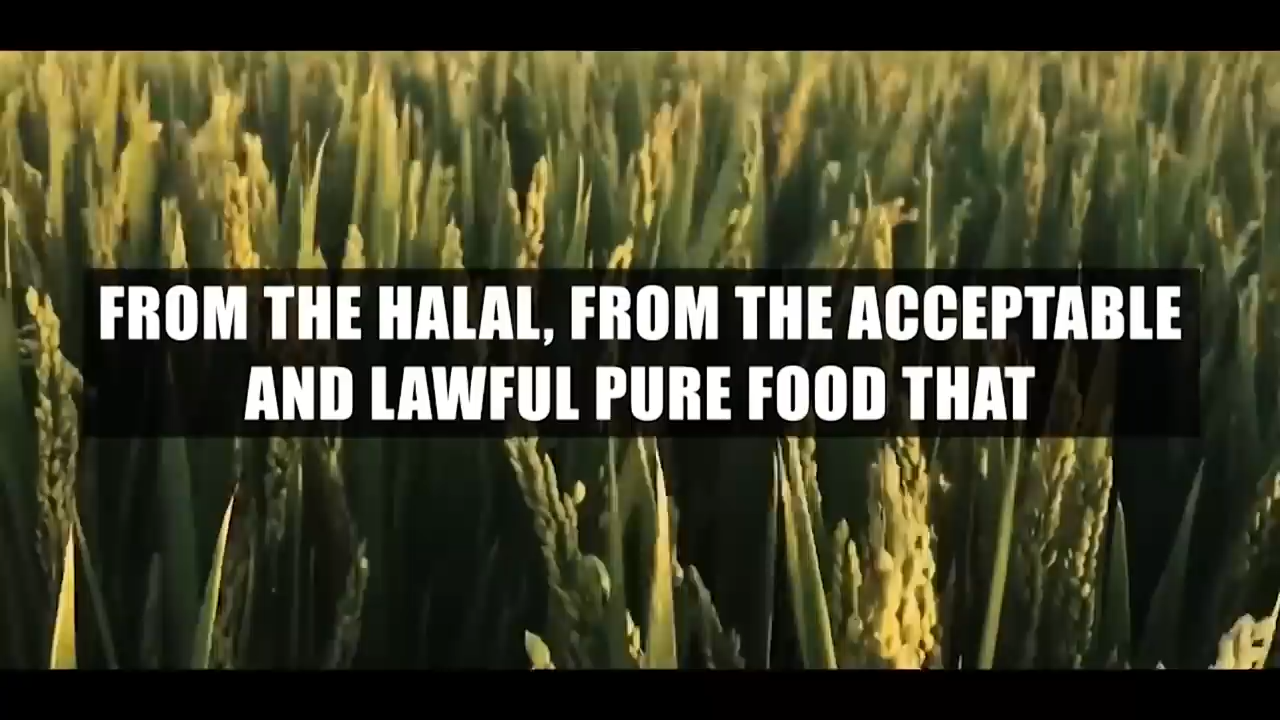 FROM THE HALAL, FROM THE ACCEPTABLE
AND LAWFUL PURE FOOD THAT